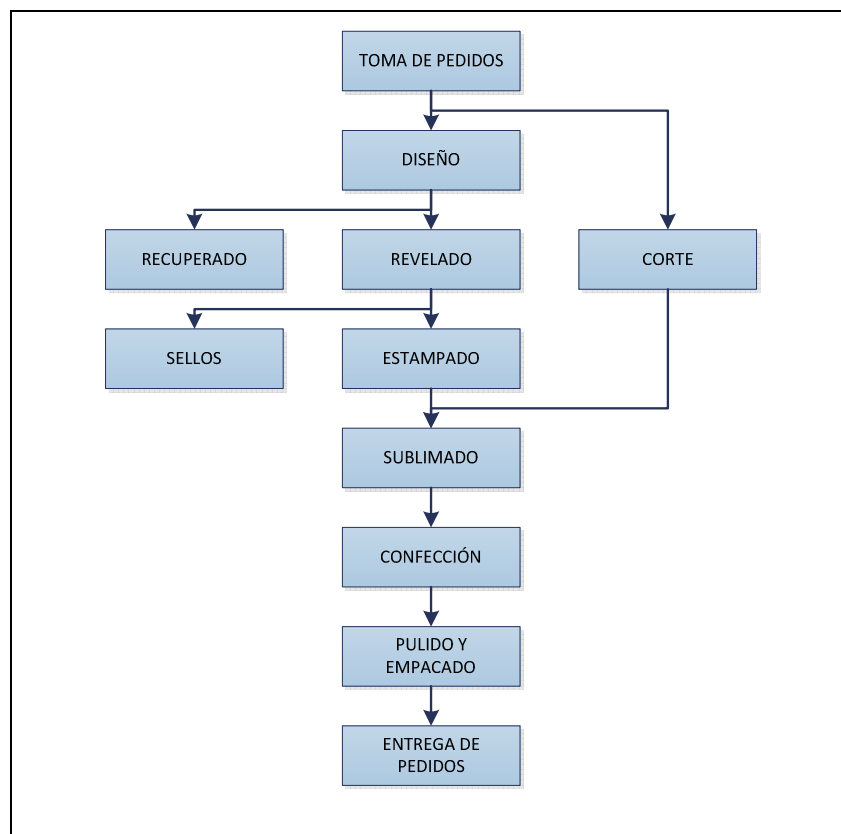 TOMA DE PEDIDOS
DISEÑO
RECUPERADO
REVELADO
CORTE
SELLOS
ESTAMPADO
SUBLIMADO
CONFECCIÓN
PULIDO Y
EMPACADO
ENTREGA DE
PEDIDOS